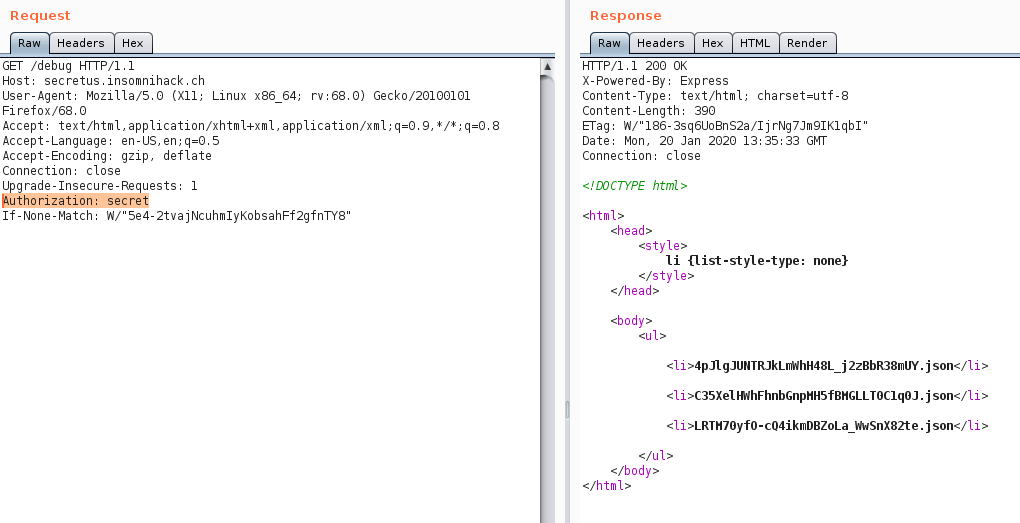 Request
Raw Headers Hex
GET /debug HTTP/1.1
Host: secretus.insomnihack.ch
User-Agent: Mozilla/5.0 (X11; Linux x86_64; rv:68.0) Gecko/20100101
Firefox/68.0
Accept: text/html,application/xhtml+xml,application/xml;q=0.9,*/*;q=0.8
Accept-Language: en-US,en;q=0.5
Accept-Encoding: gzip, deflate
Connection: close
Upgrade-Insecure-Requests: 1
Authorization: secret
If-None-Match: W/"5e4-2tvajNcuhmIyKobsahFf2gfnTY8"
Response
Raw Headers Hex HTML Render
HTTP/1.1 200 OK
X-Powered-By: Express
Content-Type: text/html; charset=utf-8
Content-Length: 390
ETag: W/"186-3sq6UoBnS2a/IjrNg7Jm9IK1qbI"
Date: Mon, 20 Jan 2020 13:35:33 GMT
Connection: close
<!DOCTYPE html>
<html>
<head>
<style>
li {list-style-type: none}
</style>
</head>
<body>
<ul>
<li>4pJlgJUNTRJkLmWhH48L_j2zBbR38mUY.json</li>
<li>C35XelHWhFhnbGnpMH5fBMGLLT0C1q0J.json</li>
<li>LRTM70yfO-cQ4ikmDBZoLa_WwSnX82te.json</li>
</ul>
</body>
</html>